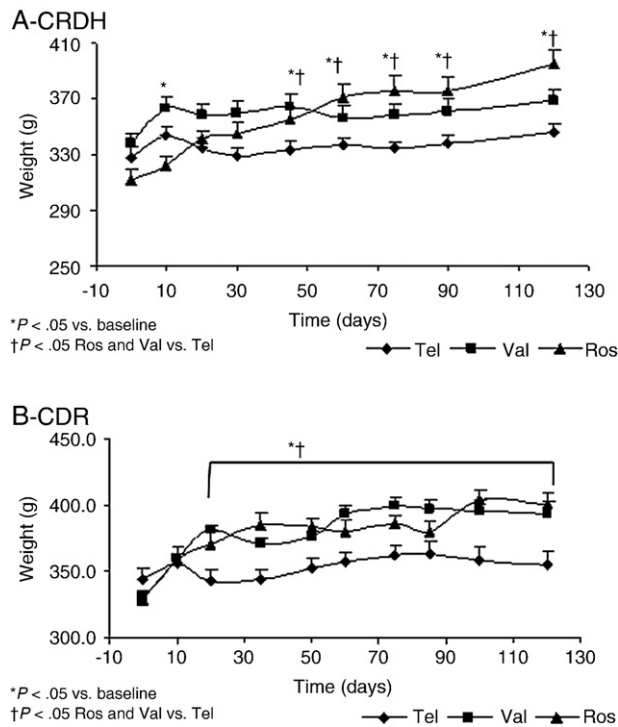 A-CRDH
410
370
330
290
250
Weight (g)
*
*†
*†
*†
*†
*†
-10
10
30
50
70
90
110
130
Time (days)
*P < .05 vs. baseline
†P < .05 Ros and Val vs. Tel
Tel
Val
Ros
B-CDR
450.0
400.0
350.0
300.0
Weight (g)
*†
-10
10
30
50
70
90
110
130
Time (days)
*P < .05 vs. baseline
†P < .05 Ros and Val vs. Tel
Tel
Val
Ros